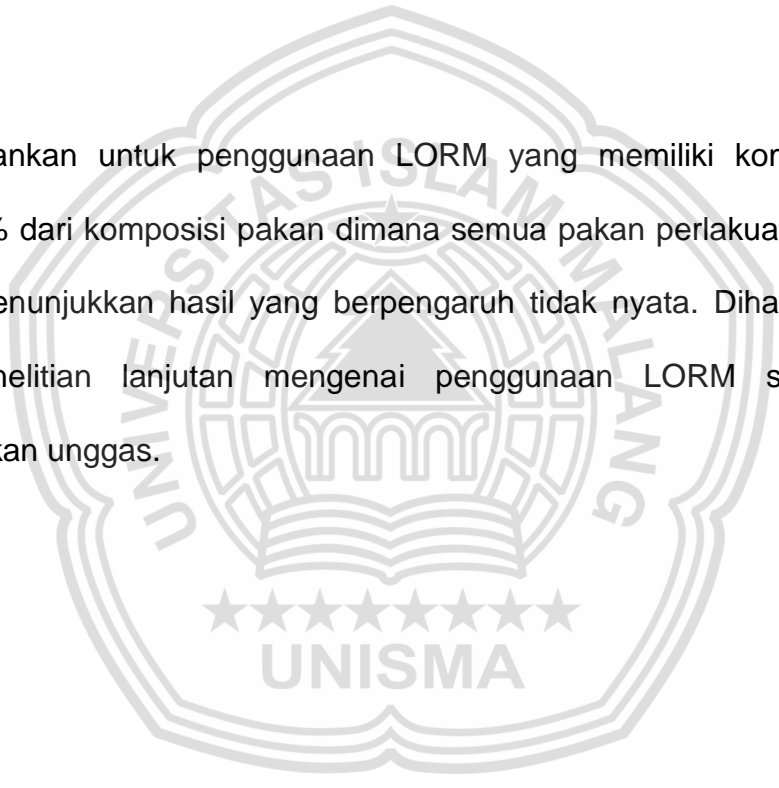 ankan untuk penggunaan LORM yang memiliki kor
% dari komposisi pakan dimana semua pakan perlakua
enunjukkan hasil yang berpengaruh tidak nyata. Diha
nelitian lanjutan mengenai penggunaan LORM s
kan unggas.
UNIVERSITAS ISLAM MALANG
UNISMA